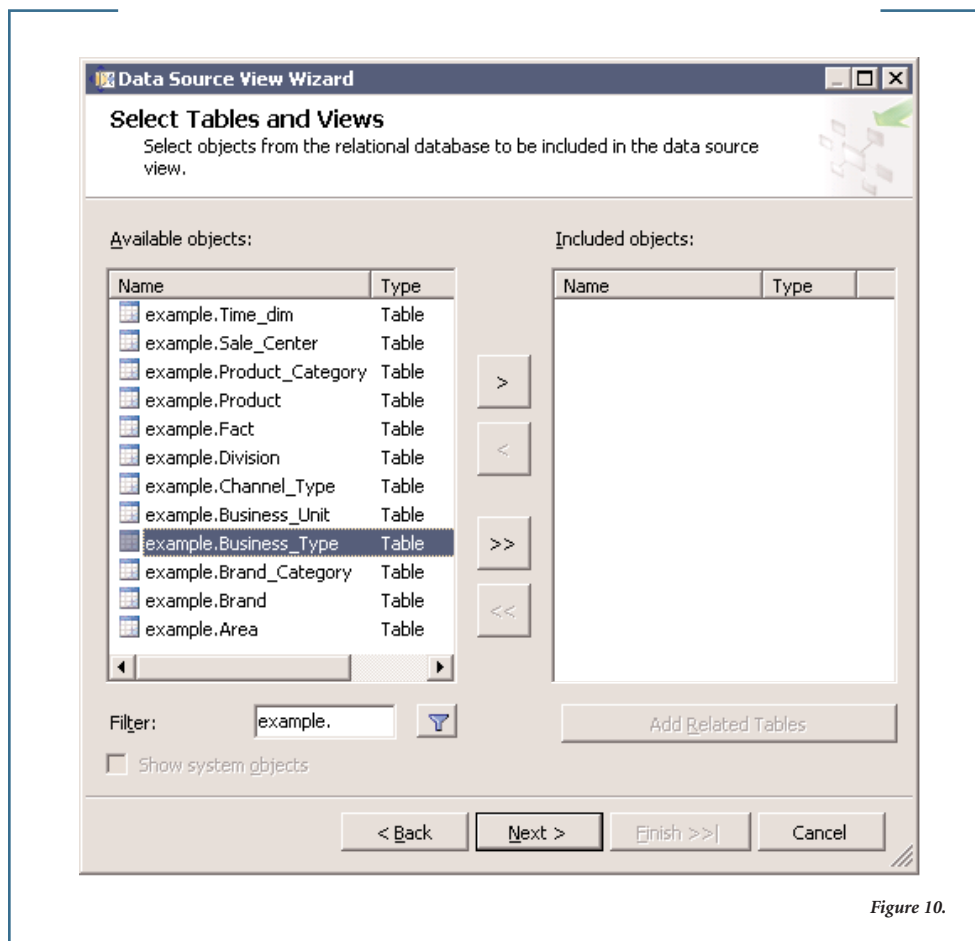 Data Source View Wizard
Select Tables and Views
Select objects from the relational database to be included in the data source
view.
Available objects:
Included objects:
Name Type
Name Type
example.Time_dim Table
example.Sale_Center Table
example.Product_Category Table
example.Product Table
example.Fact Table
example.Division Table
example.Channel_Type Table
example.Business_Unit Table
example.Business_Type Table
example.Brand_Category Table
example.Brand Table
example.Area Table
>
<
>>
<<
Filter: example.
Add Related Tables
Show system objects
< Back Next > Finish >>| Cancel
Figure 10.